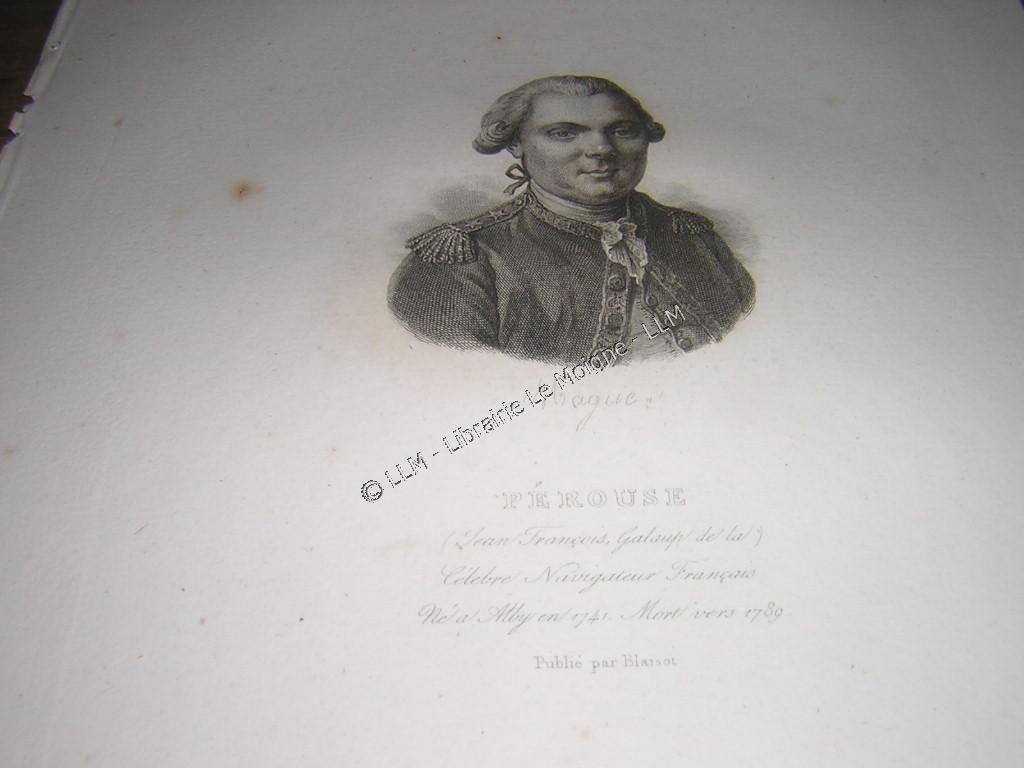 © LLM - Librairie Le Moigne - LLM
PÉROUSE
(Jean François, Galaup de la)
Célebre Navigateur Français
Né a Alby en 1741. Mort vers 1789
Publié par Blaisot